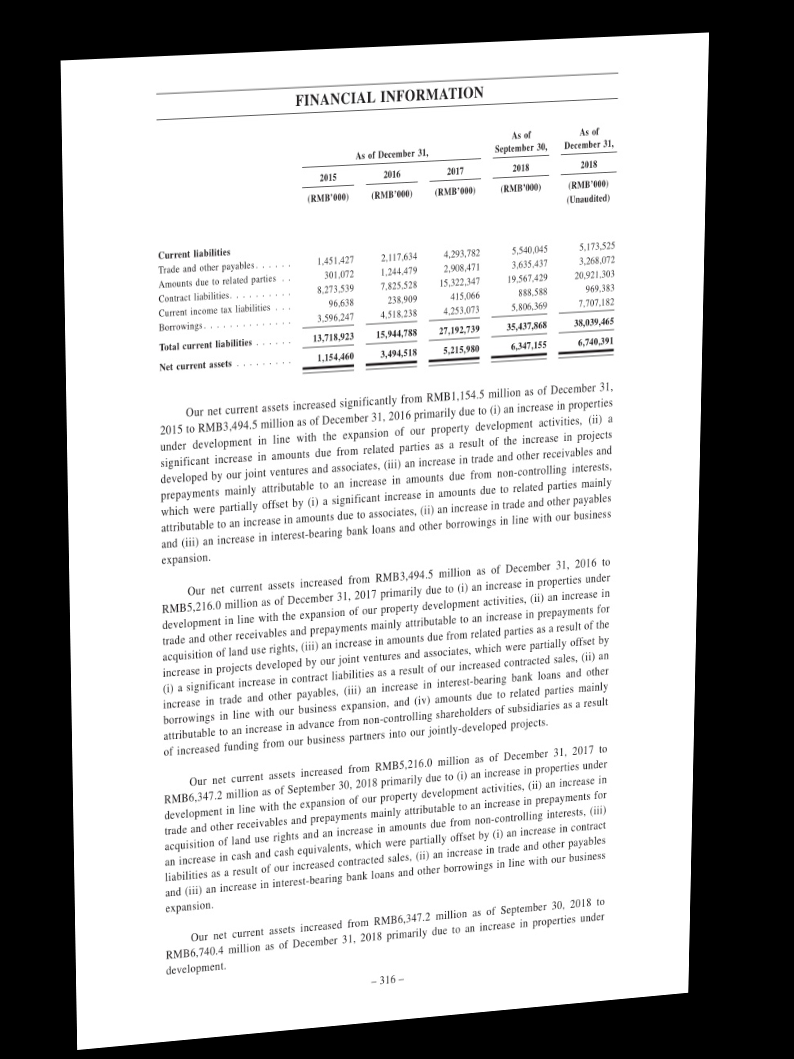 FINANCIAL INFORMATION
As of December 31, As of September 30, As of December 31,
2015 2016 2017 2018 2018
(RMB'000) (RMB'000) (RMB'000) (RMB'000) (RMB'000)
(Unaudited)
Current liabilities
Trade and other payables. . . . . . 1,451,427 2,117,634 4,293,782 5,540,045 5,173,525
Amounts due to related parties . . 301,072 1,244,479 2,908,471 3,635,437 3,268,072
Contract liabilities. . . . . . . . . . 8,273,539 7,825,528 15,322,347 19,567,429 20,921,303
Current income tax liabilities . . . 96,638 238,909 415,066 888,588 969,383
Borrowings. . . . . . . . . . . . . . 3,596,247 4,518,238 4,253,073 5,806,369 7,707,182
Total current liabilities . . . . . . 13,718,923 15,944,788 27,192,739 35,437,868 38,039,465
Net current assets . . . . . . . . . 1,154,460 3,494,518 5,215,980 6,347,155 6,740,391
Our net current assets increased significantly from RMB1,154.5 million as of December 31,
2015 to RMB3,494.5 million as of December 31, 2016 primarily due to (i) an increase in properties
under development in line with the expansion of our property development activities, (ii) a
significant increase in amounts due from related parties as a result of the increase in projects
developed by our joint ventures and associates, (iii) an increase in trade and other receivables and
prepayments mainly attributable to an increase in amounts due from non-controlling interests,
which were partially offset by (i) a significant increase in amounts due to related parties mainly
attributable to an increase in amounts due to associates, (ii) an increase in trade and other payables
and (iii) an increase in interest-bearing bank loans and other borrowings in line with our business
expansion.
Our net current assets increased from RMB3,494.5 million as of December 31, 2016 to
RMB5,216.0 million as of December 31, 2017 primarily due to (i) an increase in properties under
development in line with the expansion of our property development activities, (ii) an increase in
trade and other receivables and prepayments mainly attributable to an increase in prepayments for
acquisition of land use rights, (iii) an increase in amounts due from related parties as a result of the
increase in projects developed by our joint ventures and associates, which were partially offset by
(i) a significant increase in contract liabilities as a result of our increased contracted sales, (ii) an
increase in trade and other payables, (iii) an increase in interest-bearing bank loans and other
borrowings in line with our business expansion, and (iv) amounts due to related parties mainly
attributable to an increase in advance from non-controlling shareholders of subsidiaries as a result
of increased funding from our business partners into our jointly-developed projects.
Our net current assets increased from RMB5,216.0 million as of December 31, 2017 to
RMB6,347.2 million as of September 30, 2018 primarily due to (i) an increase in properties under
development in line with the expansion of our property development activities, (ii) an increase in
trade and other receivables and prepayments mainly attributable to an increase in prepayments for
acquisition of land use rights and an increase in amounts due from non-controlling interests, (iii)
an increase in cash and cash equivalents, which were partially offset by (i) an increase in contract
liabilities as a result of our increased contracted sales, (ii) an increase in trade and other payables
and (iii) an increase in interest-bearing bank loans and other borrowings in line with our business
expansion.
Our net current assets increased from RMB6,347.2 million as of September 30, 2018 to
RMB6,740.4 million as of December 31, 2018 primarily due to an increase in properties under
development.
– 316 –